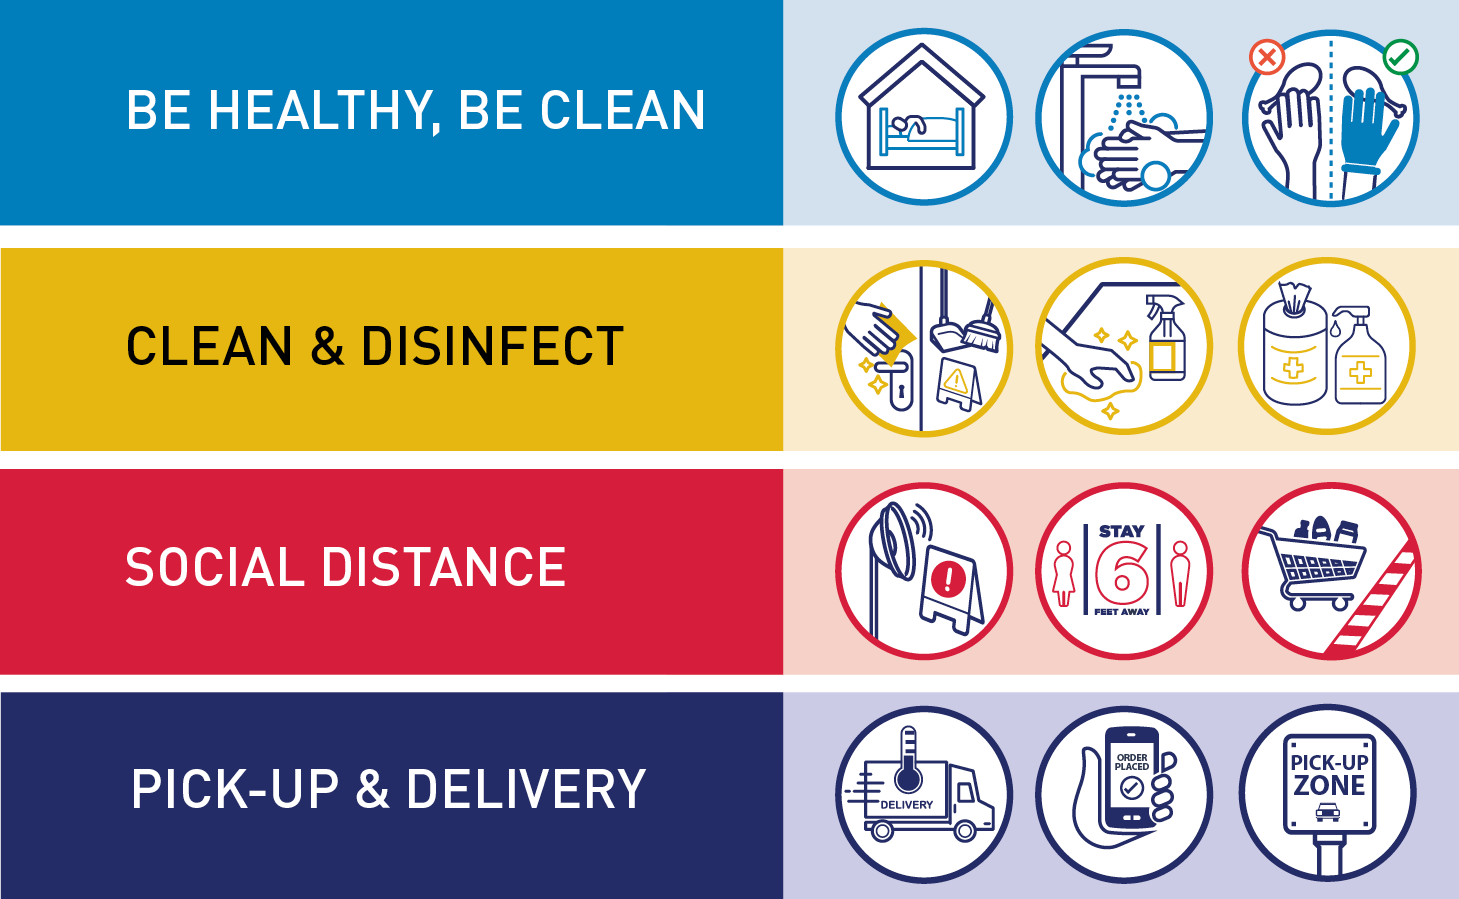 BE HEALTHY, BE CLEAN
CLEAN & DISINFECT
SOCIAL DISTANCE
STAY
6
FEET AWAY
PICK-UP & DELIVERY
DELIVERY
ORDER
PLACED
PICK-UP
ZONE